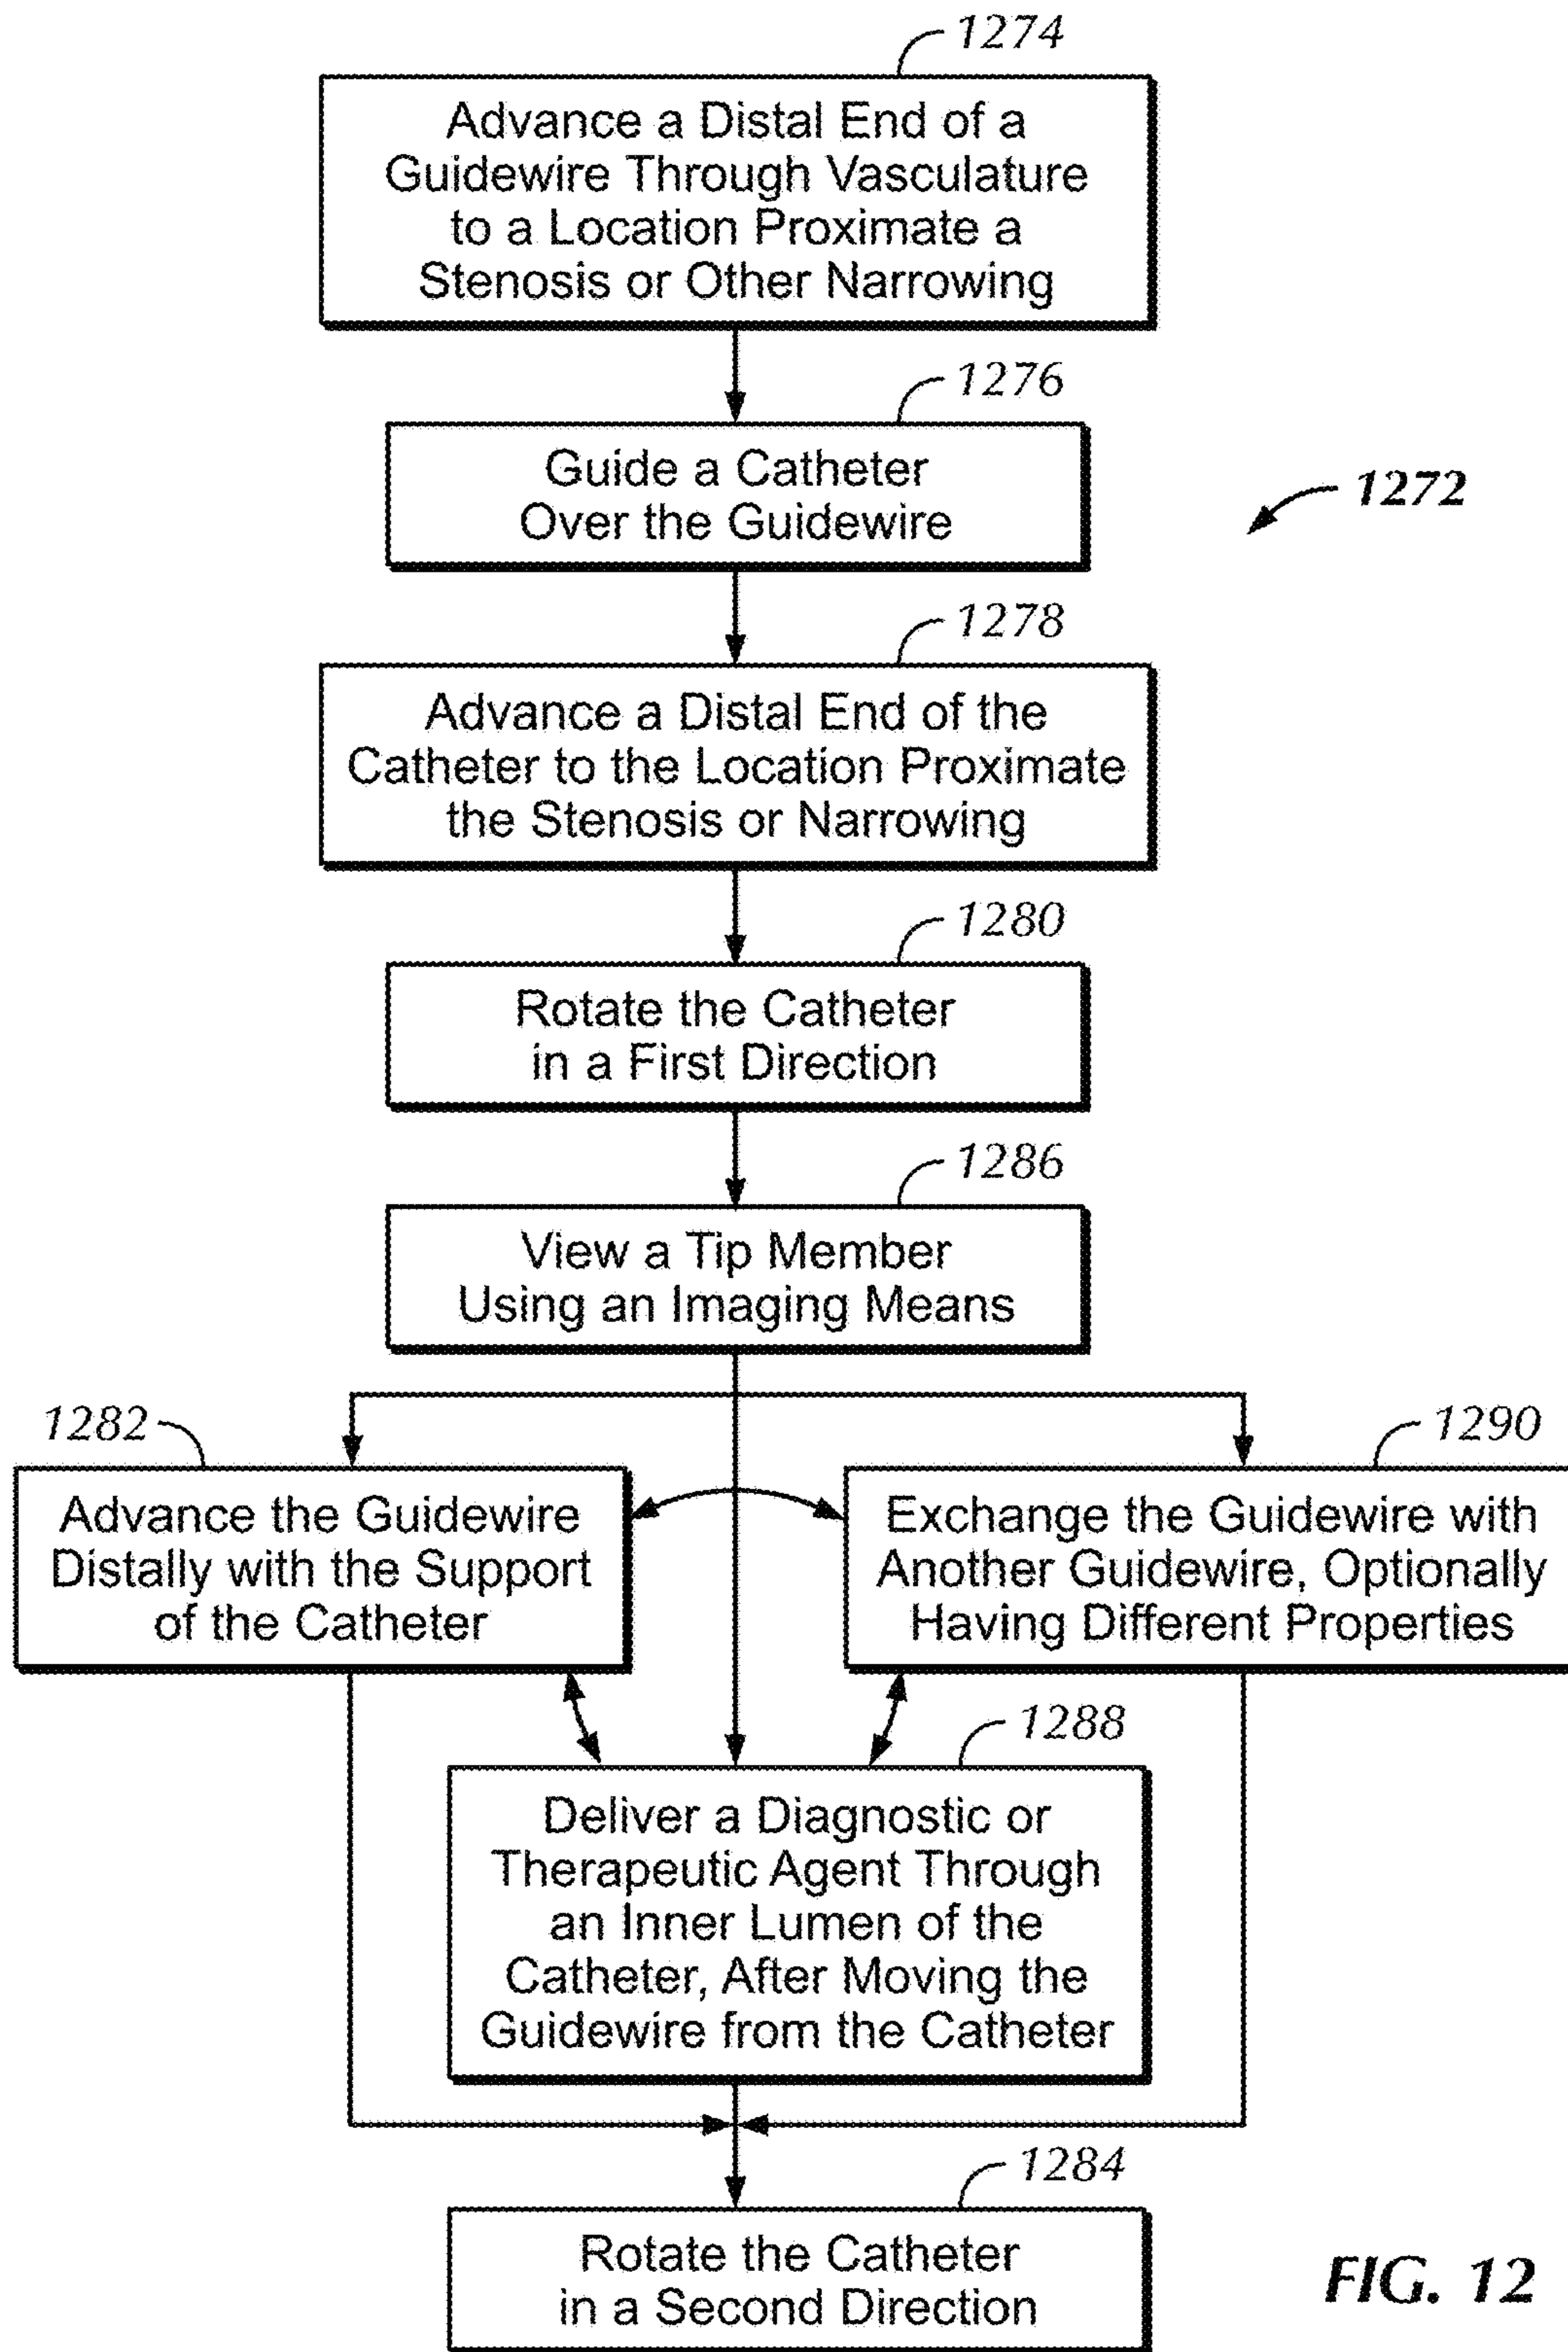 1274
Advance a Distal End of a
Guidewire Through Vasculature
to a Location Proximate a
Stenosis or Other Narrowing
1276
Guide a Catheter
Over the Guidewire
1272
1278
Advance a Distal End of the
Catheter to the Location Proximate
the Stenosis or Narrowing
1280
Rotate the Catheter
in a First Direction
1286
View a Tip Member
Using an Imaging Means
1282
Advance the Guidewire
Distally with the Support
of the Catheter
1290
Exchange the Guidewire with
Another Guidewire, Optionally
Having Different Properties
1288
Deliver a Diagnostic or
Therapeutic Agent Through
an Inner Lumen of the
Catheter, After Moving the
Guidewire from the Catheter
1284
Rotate the Catheter
in a Second Direction
FIG. 12